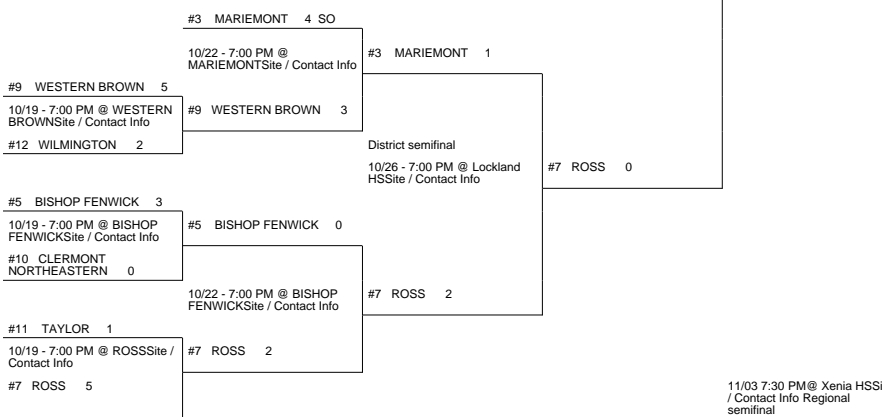 #3 MARIEMONT 4 SO
10/22 - 7:00 PM @
MARIEMONTSite / Contact Info
#3 MARIEMONT 1
#9 WESTERN BROWN 5
10/19 - 7:00 PM @ WESTERN
BROWNSite / Contact Info
#9 WESTERN BROWN 3
#12 WILMINGTON 2
District semifinal
10/26 - 7:00 PM @ Lockland
HSSite / Contact Info
#7 ROSS 0
#5 BISHOP FENWICK 3
10/19 - 7:00 PM @ BISHOP
FENWICKSite / Contact Info
#5 BISHOP FENWICK 0
#10 CLERMONT
NORTHEASTERN 0
10/22 - 7:00 PM @ BISHOP
FENWICKSite / Contact Info
#7 ROSS 2
#11 TAYLOR 1
10/19 - 7:00 PM @ ROSSSite /
Contact Info
#7 ROSS 2
#7 ROSS 5
11/03 7:30 PM@ Xenia HSSi
/ Contact Info Regional
semifinal